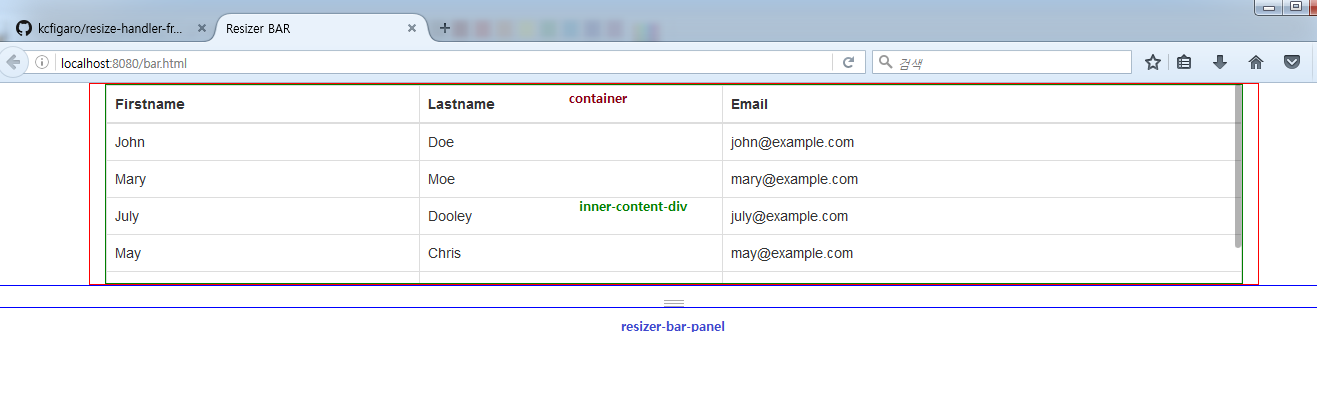 kcfigaro/resize-handler-fr...
Resizer BAR
localhost:8080/bar.html
검색
Firstname Lastname container Email
John Doe john@example.com
Mary Moe mary@example.com
inner-content-div
July Dooley july@example.com
May Chris may@example.com
resizer-bar-panel